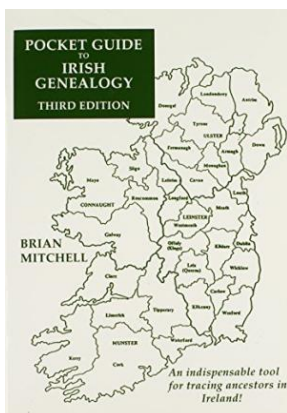 POCKET GUIDE
TO
IRISH
GENEALOGY
THIRD EDITION
Londonderry
Antrim
Donegal
Tyrone
ULSTER
Fermanagh
Armagh
Down
Monaghan
Sligo
Leitrim
Cavan
Mayo
Roscommon
Louth
CONNAUGHT
Longford
Meath
LEINSTER
Westmeath
Galway
BRIAN
MITCHELL
Offaly
(Kings)
Kildare
Dublin
Leix
(Queens)
Wicklow
Clare
Carlow
Limerick
Tipperary
Kilkenny
Wexford
MUNSTER
Waterford
Kerry
Cork
An indispensable tool
for tracing ancestors in
Ireland!